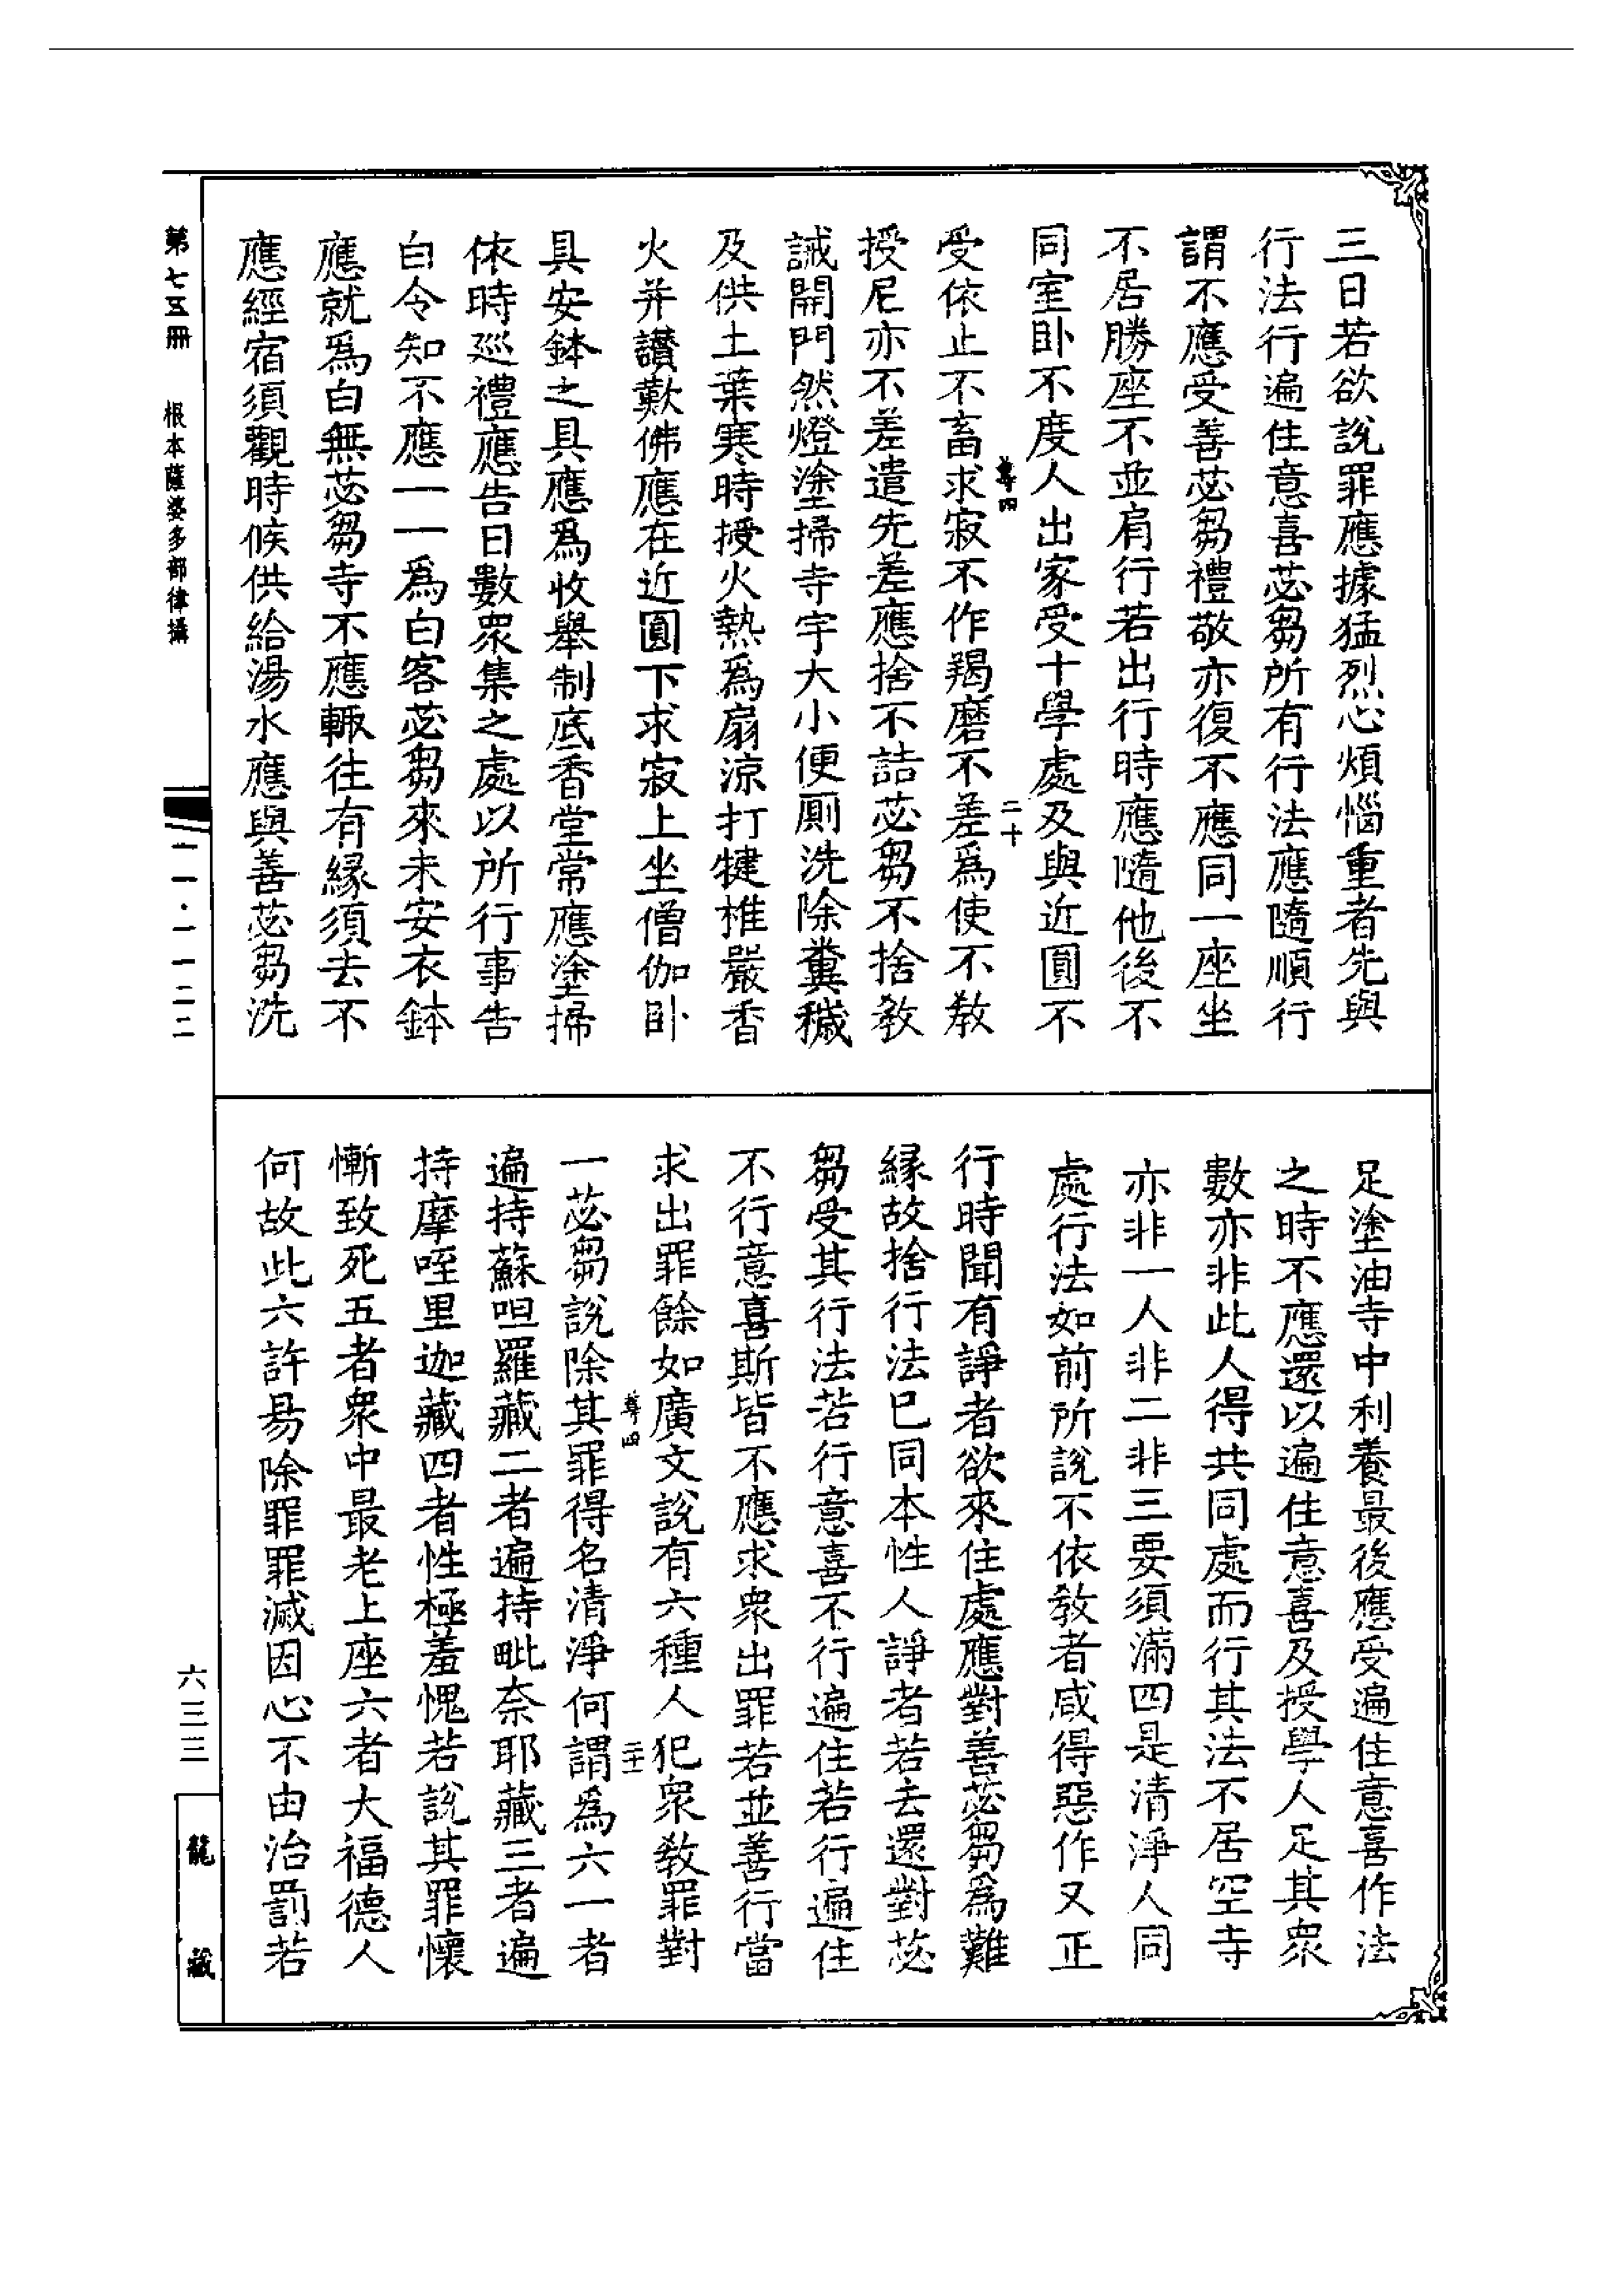 三日若欲說罪應據猛烈心煩惱重者先與
行法行遍住意喜苾芻所有行法應隨順行
謂不應受善苾芻禮敬亦復不應同一座坐
不居勝座不並肩行若出行時應隨他後不
同室卧不度人出家受十學處及與近圓不
尊四
二十
受依止不畜求寂不作羯磨不差為使不教
授尼亦不差遣先差應捨不詰苾芻不捨教
誡開門然燈塗掃寺宇大小便厠洗除糞穢
及供土葉寒時授火熱為扇涼打犍椎嚴香
火并讚歎佛應在近圓下求寂上坐僧伽卧
具安鉢之具應為收舉制底香堂常應塗掃
依時巡禮應告日數衆集之處以所行事告
白令知不應一一為白客苾芻來未安衣鉢
應就為白無苾芻寺不應輒往有緣須去不
應經宿須觀時候供給湯水應與善苾芻洗
足塗油寺中利養最後應受遍住意喜作法
之時不應還以遍住意喜及授學人足其衆
數亦非此人得共同處而行其法不居空寺
亦非一人非二非三要須滿四是清淨人同
處行法如前所說不依教者咸得惡作又正
行時聞有諍者欲來住處應對善苾芻為難
緣故捨行法已同本性人諍者若去還對苾
芻受其行法若行意喜不行遍住若行遍住
不行意喜斯皆不應求衆出罪若並善行當
求出罪餘如廣文說有六種人犯衆教罪對
尊四
二十一
一苾芻說除其罪得名清淨何謂為六一者
遍持蘇呾羅藏二者遍持毗奈耶藏三者遍
持摩咥里迦藏四者性極羞愧若說其罪懷
慚致死五者衆中最老上座六者大福德人
何故此六許易除罪罪滅因心不由治罰若
第七五冊 根本薩婆多部律攝
一一·一一二二
六三三
龍藏